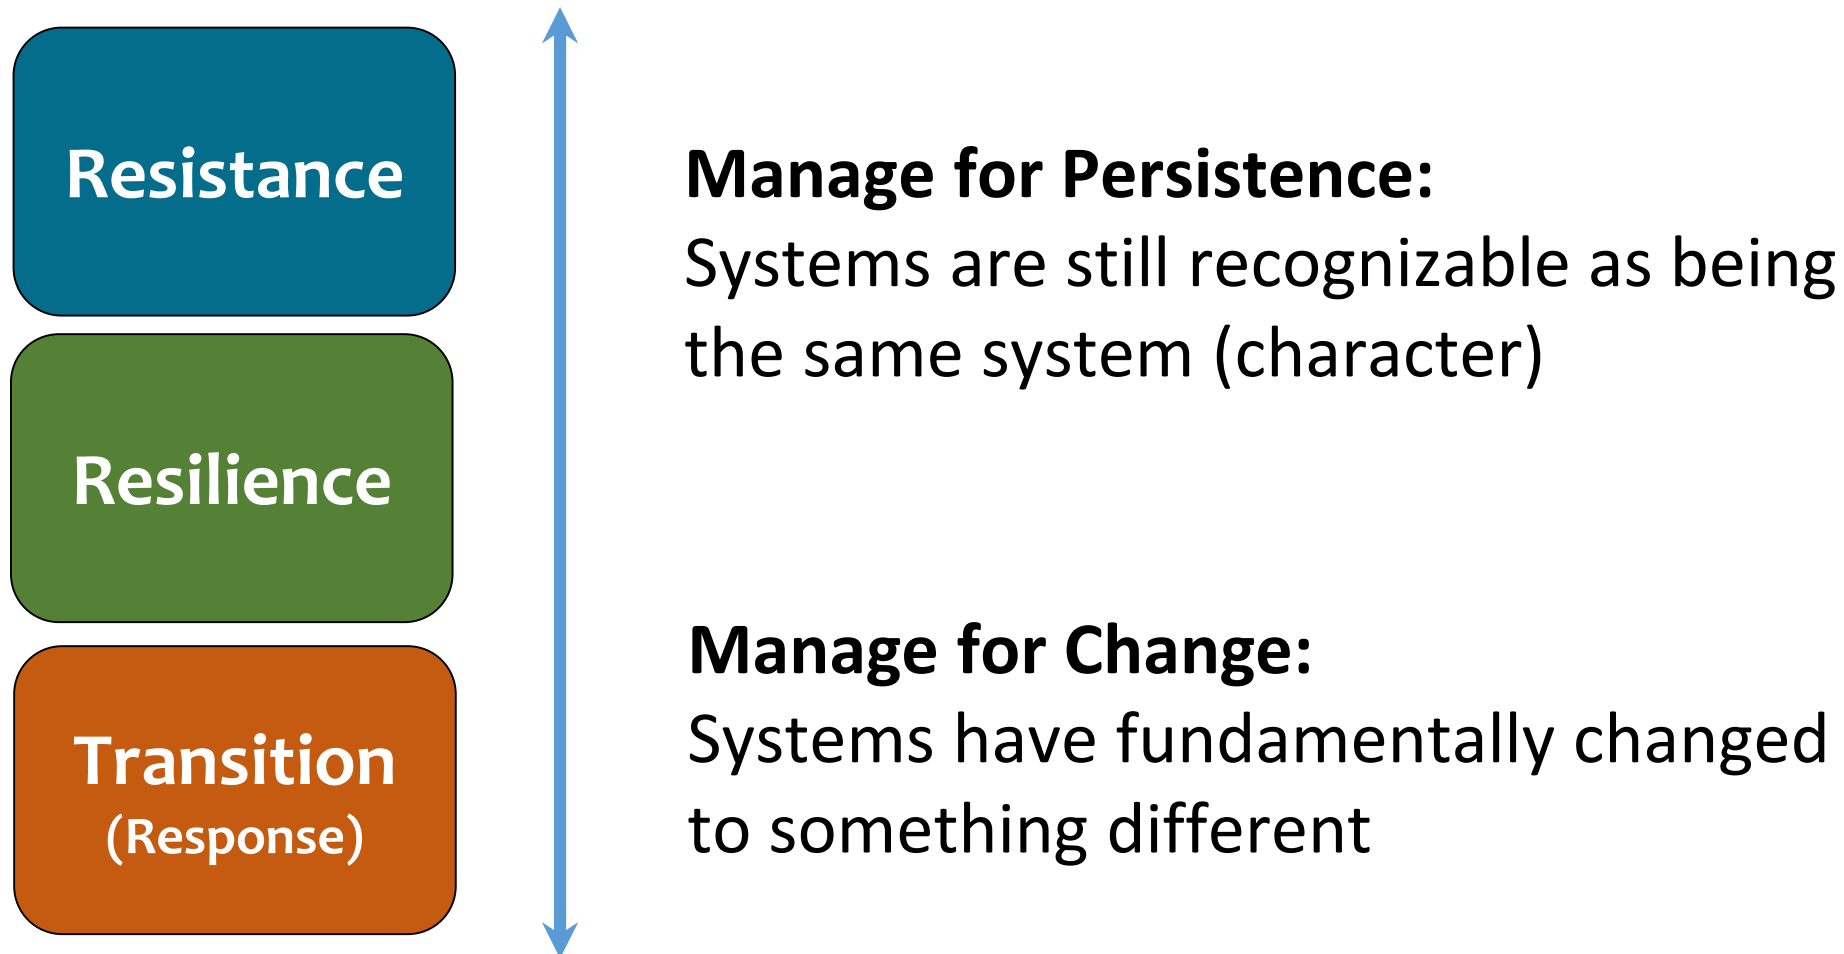 Resistance
Resilience
Transition
(Response)
Manage for Persistence:
Systems are still recognizable as being
the same system (character)
Manage for Change:
Systems have fundamentally changed
to something different